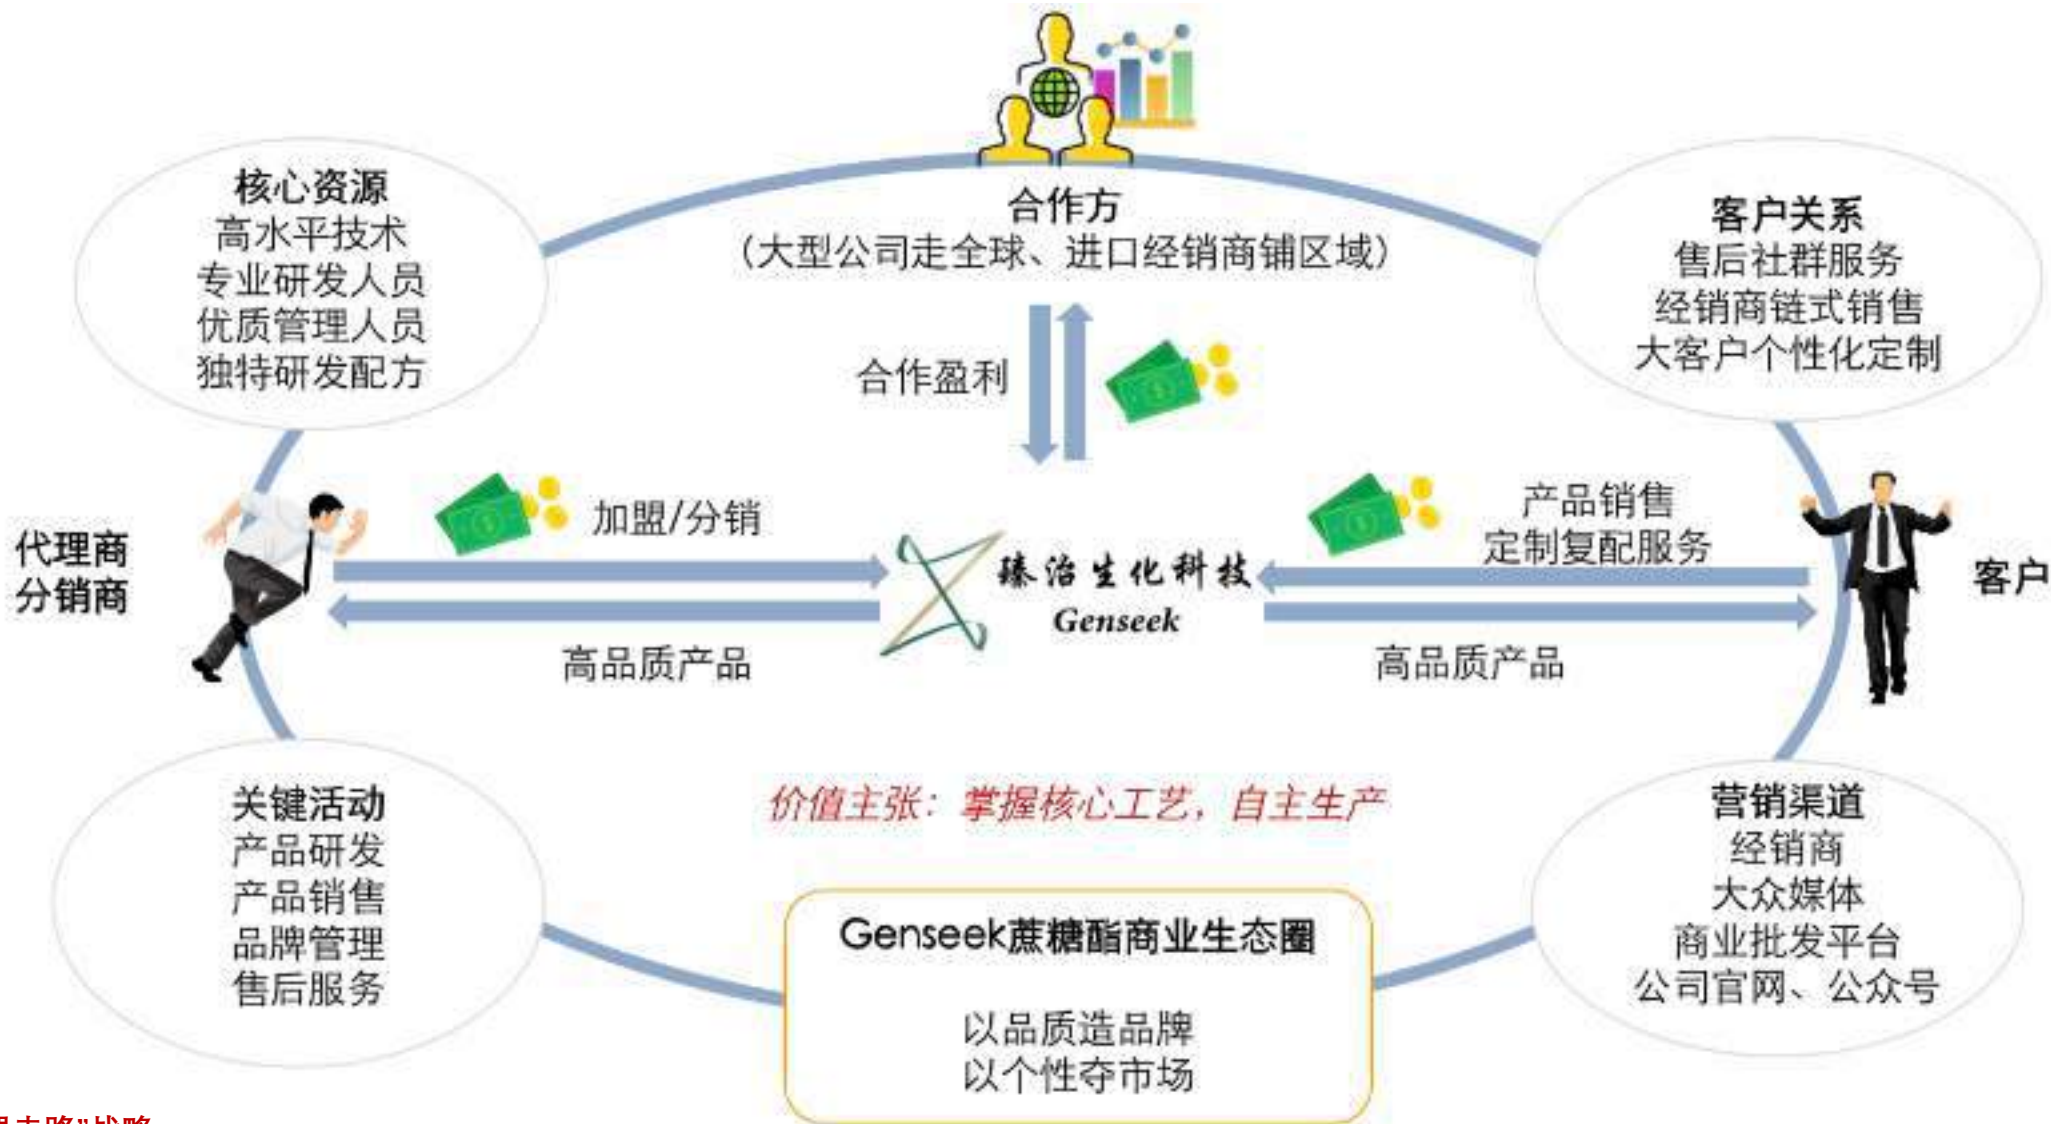 合作方
（大型公司走全球、进口经销商铺区域）
核心资源
高水平技术
专业研发人员
优质管理人员
独特研发配方
客户关系
售后社群服务
经销商链式销售
大客户个性化定制
合作盈利
代理商
分销商
加盟/分销
高品质产品
臻治生化科技
Genseek
产品销售
定制复配服务
高品质产品
客户
关键活动
产品研发
产品销售
品牌管理
售后服务
价值主张：掌握核心工艺，自主生产
营销渠道
经销商
大众媒体
商业批发平台
公司官网、公众号
Genseek蔗糖酯商业生态圈
以品质造品牌
以个性夺市场